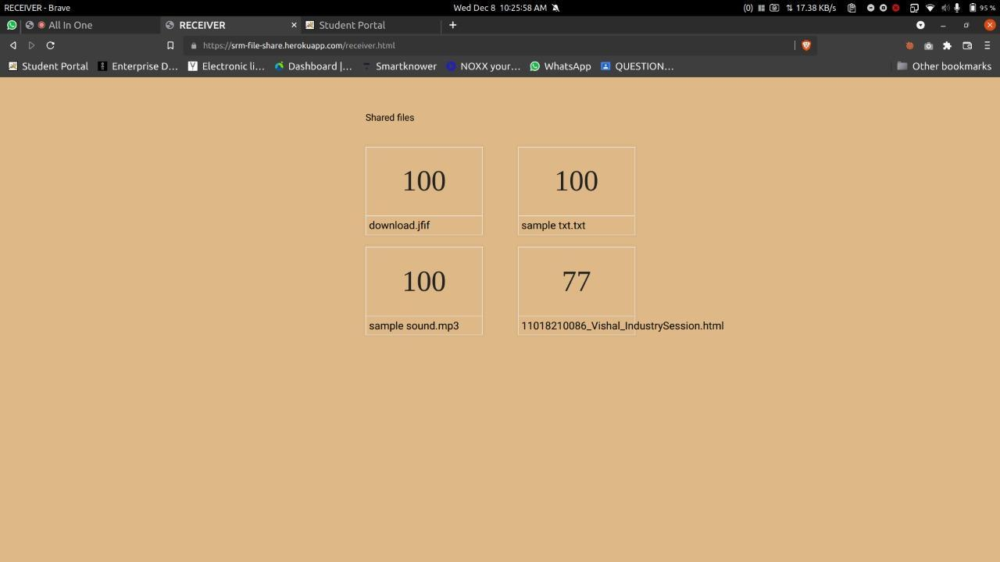 RECEIVER - Brave
Wed Dec 8 10:25:58 AM
(0)
17.38 KB/s
95 %
All In One
RECEIVER
Student Portal
https://srm-file-share.herokuapp.com/receiver.html
Student Portal
Enterprise D...
Electronic li...
Dashboard |...
Smartknower
NOXX your...
WhatsApp
QUESTION...
Other bookmarks
Shared files
100
100
download.jfif
sample txt.txt
100
77
sample sound.mp3
11018210086_Vishal_IndustrySession.html